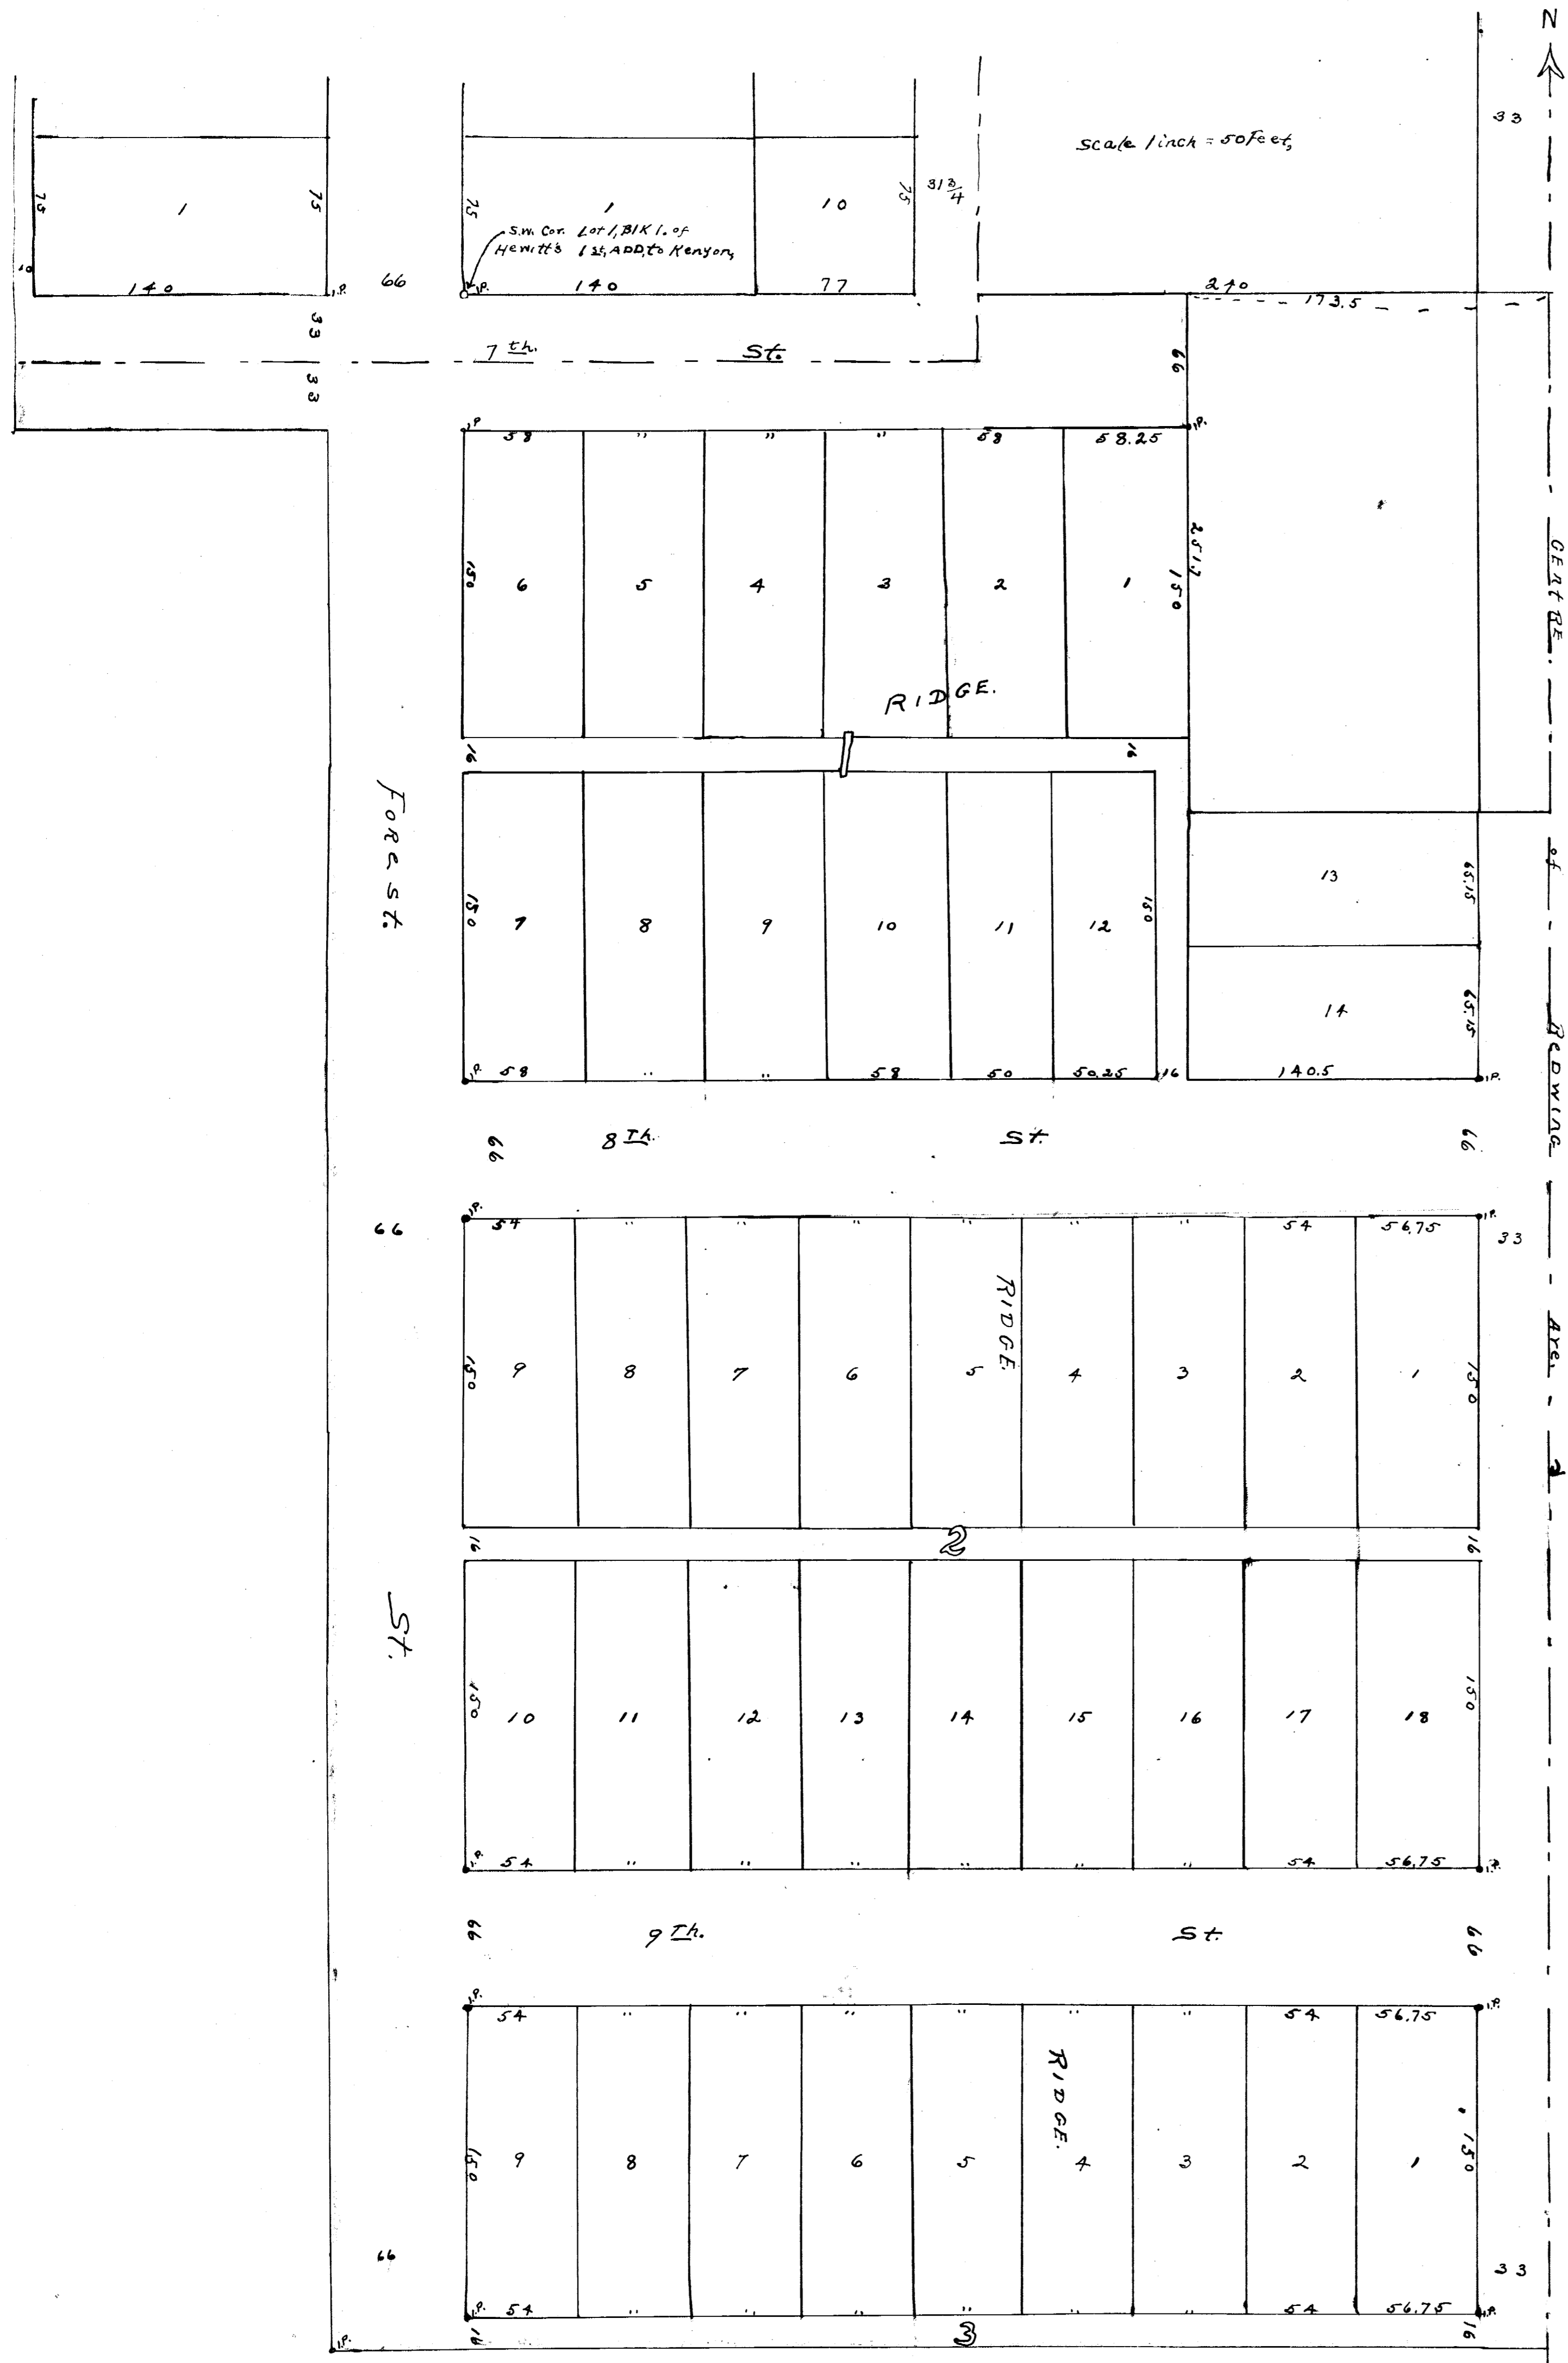 N
33
Scale 1 inch = 50 Feet,
1
75
75
140
I.P.
66
75
1
10
75
31 3/4
S.W. Cor. Lot 1, Blk 1. of
Hewitt's 1st, ADD, to Kenyon,
I.P.
140
77
240
173.5
33
7th. St.
33
66
I.P.
58 " " " 58 58.25
I.P.
150
6 5 4 3 2 1
251.7
150
RIDGE.
16
1
16
Forest.
150
7 8 9 10 11 12
150
13
65.15
14
65.15
I.P.
58 " " 58 50 50.25 16
140.5
I.P.
CENTRE of REDWING Ave.
66
8Th. St.
66
66
I.P.
54 " " " " " " 54 56.75
I.P.
33
RIDGE.
150
9 8 7 6 5 4 3 2 1
150
16
2
16
St.
150
10 11 12 13 14 15 16 17 18
150
I.P.
54 " " " " " " 54 56.75
I.P.
66
9Th. St.
66
I.P.
54 " " " " " " 54 56.75
I.P.
RIDGE.
150
9 8 7 6 5 4 3 2 1
150
66
33
I.P.
54 " " " " " " 54 56.75
I.P.
I.P.
16
3
16